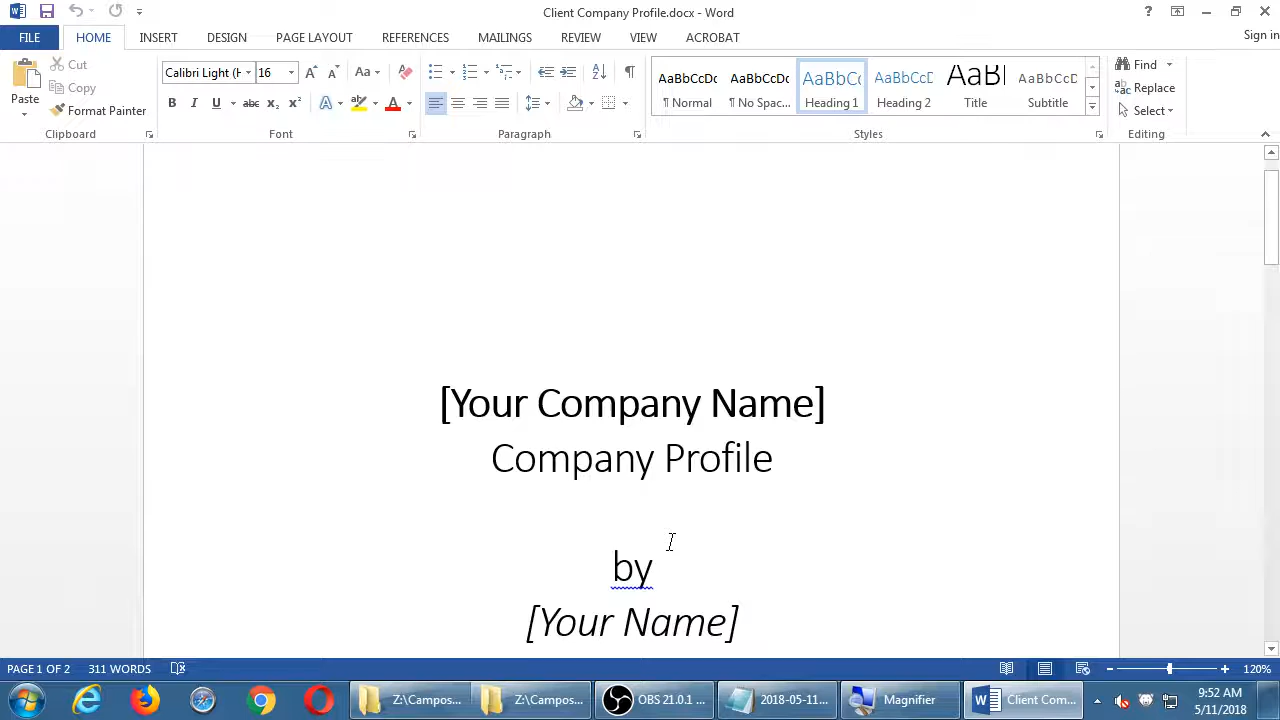 Client Company Profile.docx - Word
Sign in
FILE HOME INSERT DESIGN PAGE LAYOUT REFERENCES MAILINGS REVIEW VIEW ACROBAT
Paste
Cut
Copy
Format Painter
Clipboard
Calibri Light (H 16
Font
Paragraph
AaBbCcDc AaBbCcDc AaBbCc AaBbCcD AaB AaBbCcD
¶ Normal ¶ No Spac... Heading 1 Heading 2 Title Subtitle
Styles
Find
Replace
Select
Editing
[Your Company Name]
Company Profile
by
[Your Name]
PAGE 1 OF 2 311 WORDS 120%
Z:\Campos... Z:\Campos... OBS 21.0.1 ... 2018-05-11... Magnifier Client Com...
9:52 AM
5/11/2018